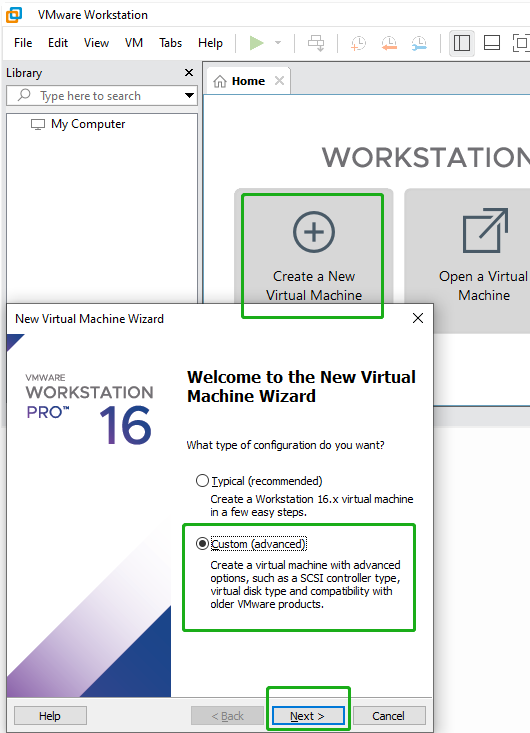 VMware Workstation
File Edit View VM Tabs Help
Library
Home
Type here to search
My Computer
WORKSTATION
Create a New
Virtual Machine
Open a Virtual
Machine
New Virtual Machine Wizard
VMWARE
WORKSTATION
PRO™ 16
Welcome to the New Virtual
Machine Wizard
What type of configuration do you want?
Typical (recommended)
Create a Workstation 16.x virtual machine
in a few easy steps.
Custom (advanced)
Create a virtual machine with advanced
options, such as a SCSI controller type,
virtual disk type and compatibility with
older VMware products.
Help < Back Next > Cancel